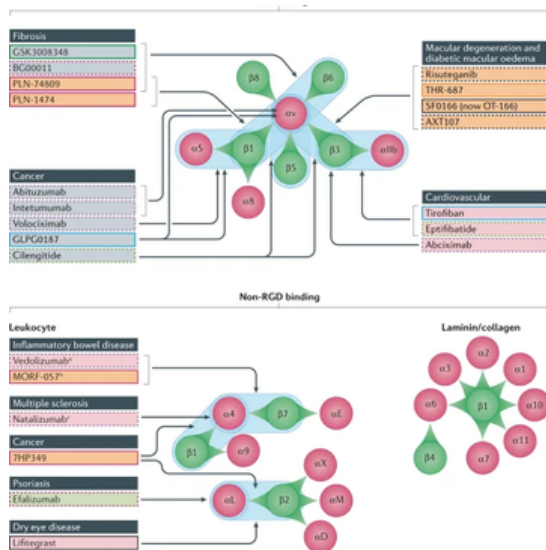 Fibrosis
GSK3008348
BG00011
PLN-74809
PLN-1474
Macular degeneration and
diabetic macular oedema
Risuteganib
THR-687
SF0166 (now OT-166)
AXT107
β8
β6
αv
α5
β1
β3
αIIb
β5
α8
Cancer
Abituzumab
Intetumumab
Volociximab
GLPG0187
Cilengitide
Cardiovascular
Tirofiban
Eptifibatide
Abciximab
Non-RGD binding
Leukocyte
Laminin/collagen
Inflammatory bowel disease
Vedolizumabᵃ
MORF-057ᵇ
Multiple sclerosis
Natalizumabᶜ
Cancer
7HP349
Psoriasis
Efalizumab
Dry eye disease
Lifitegrast
α4
β7
αE
β1
α9
αX
αL
β2
αM
αD
α2
α3
α1
α6
β1
α10
α11
β4
α7